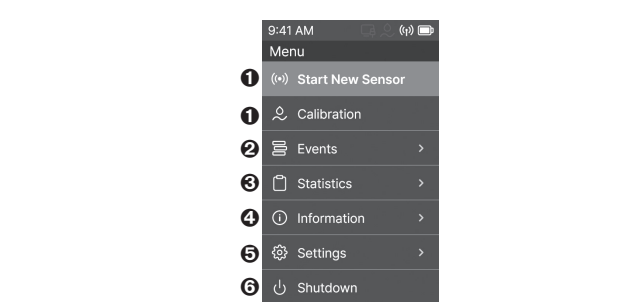 9:41 AM
Menu
1 Start New Sensor
1 Calibration
2 Events
3 Statistics
4 Information
5 Settings
6 Shutdown